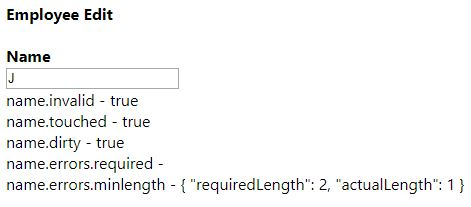 Employee Edit
Name
J
name.invalid - true
name.touched - true
name.dirty - true
name.errors.required -
name.errors.minlength - { "requiredLength": 2, "actualLength": 1 }